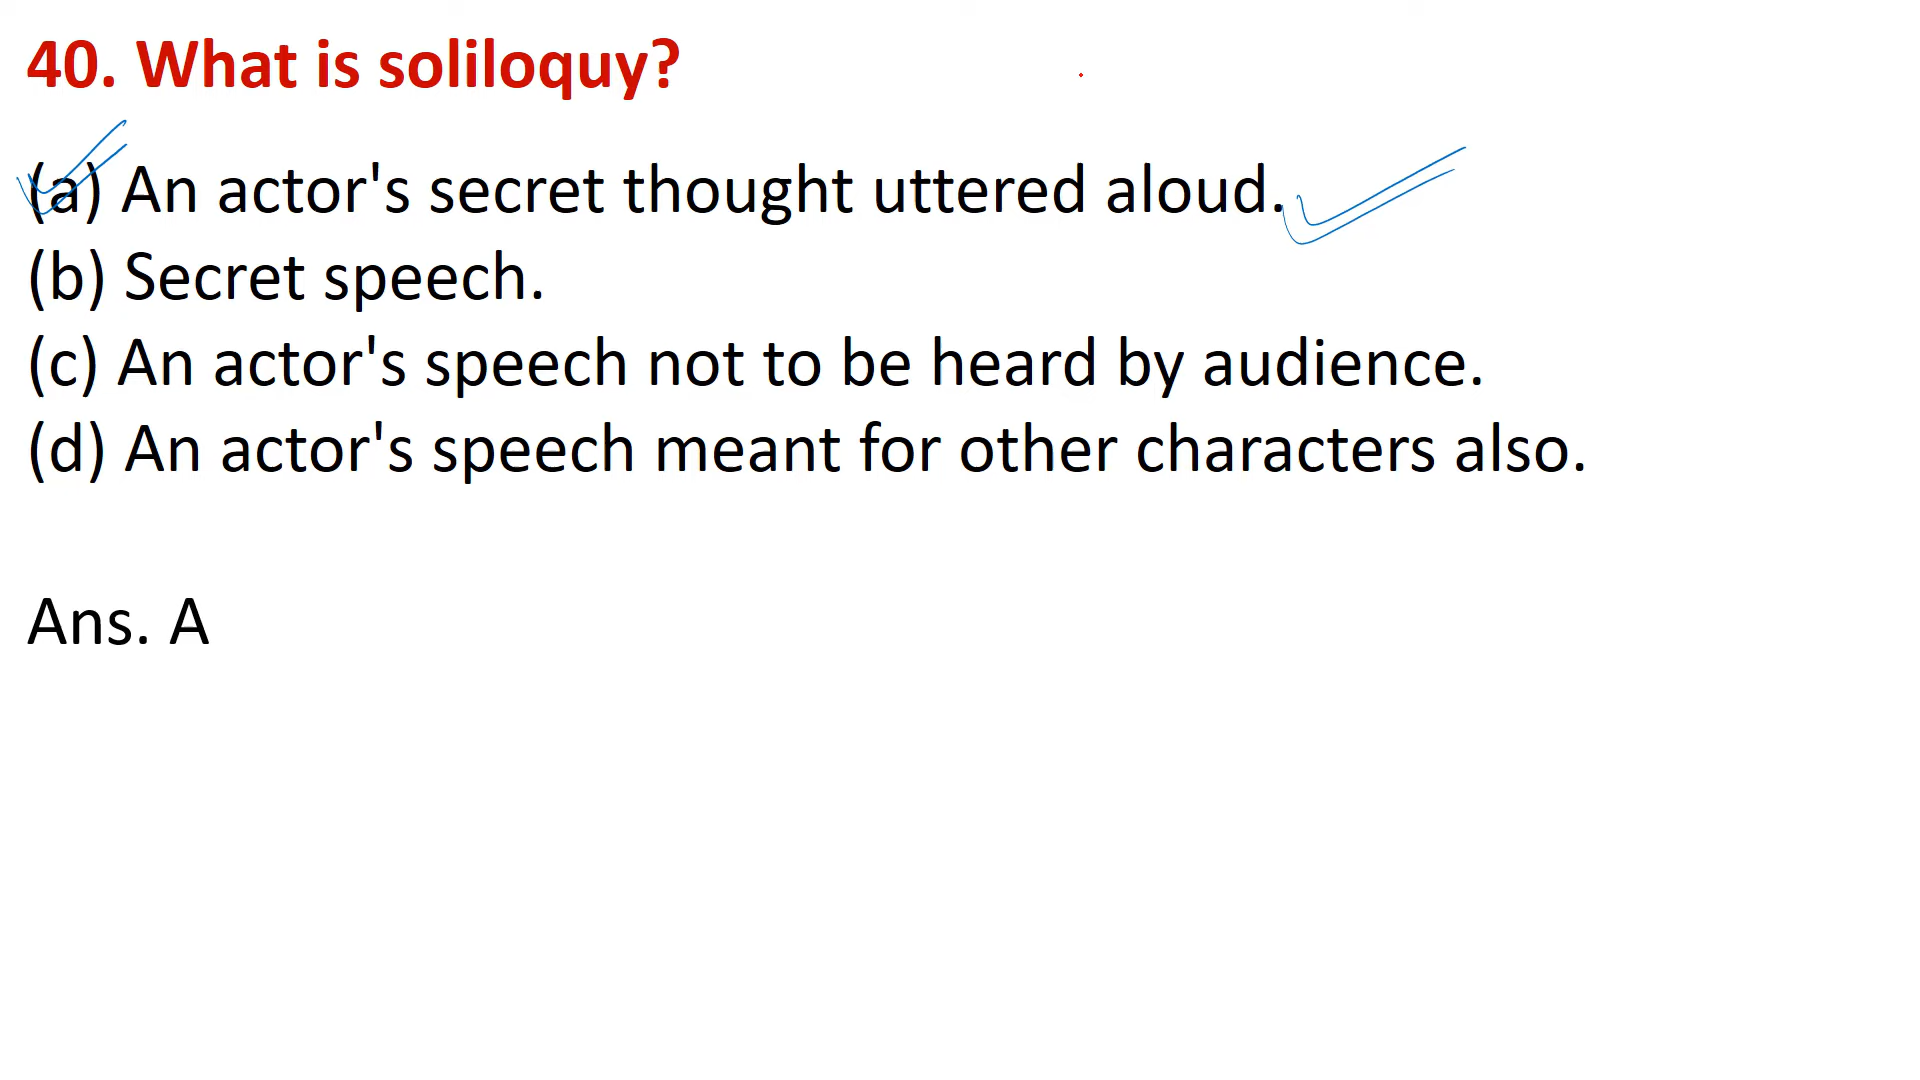 40. What is soliloquy?
(a) An actor's secret thought uttered aloud.
(b) Secret speech.
(c) An actor's speech not to be heard by audience.
(d) An actor's speech meant for other characters also.
Ans. A